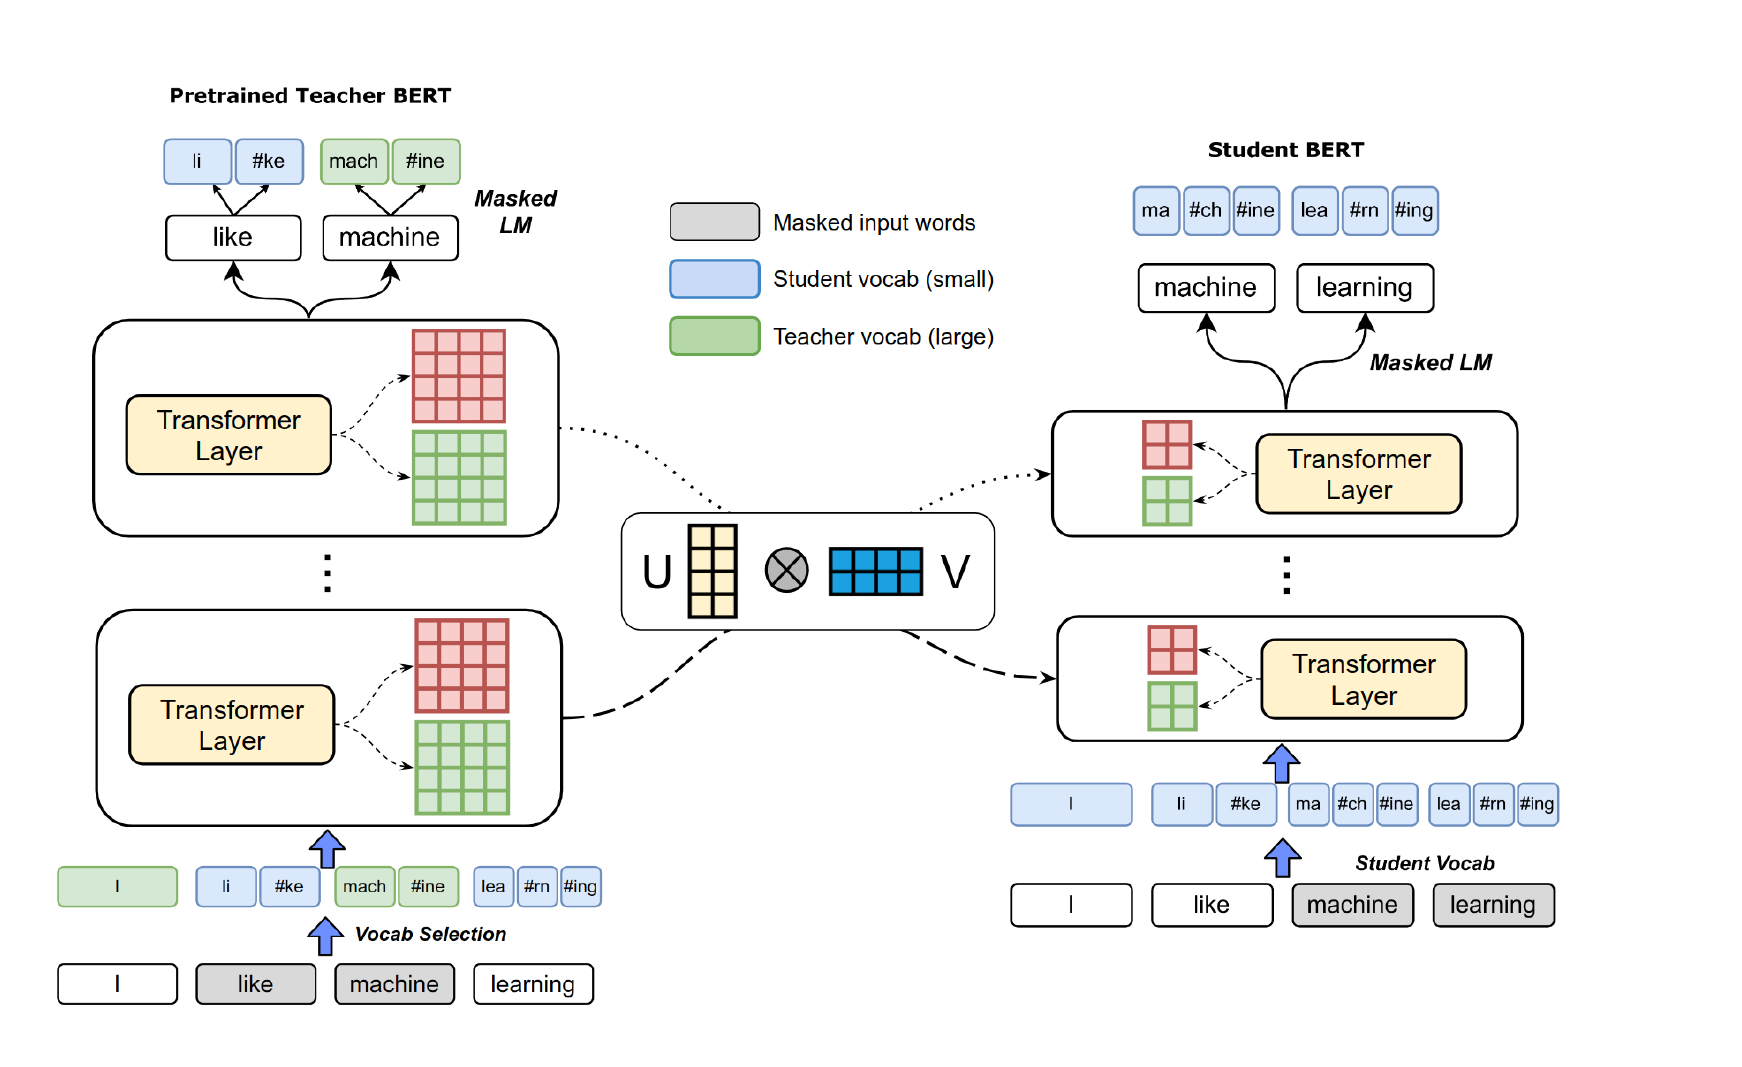 Pretrained Teacher BERT
li #ke mach #ine
Masked
LM
like machine
Transformer
Layer
Transformer
Layer
I li #ke mach #ine lea #rn #ing
Vocab Selection
I like machine learning
Masked input words
Student vocab (small)
Teacher vocab (large)
U V
Student BERT
ma #ch #ine lea #rn #ing
machine learning
Masked LM
Transformer
Layer
Transformer
Layer
I li #ke ma #ch #ine lea #rn #ing
Student Vocab
I like machine learning